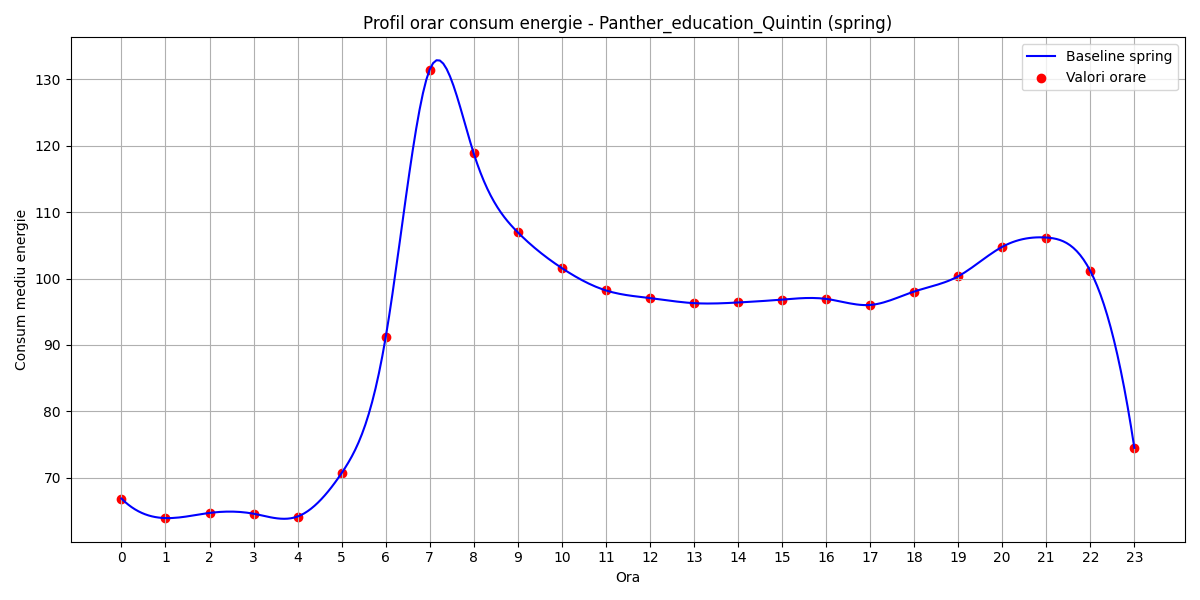 Profil orar consum energie - Panther_education_Quintin (spring)
Baseline spring
Valori orare
Consum mediu energie
130
120
110
100
90
80
70
0 1 2 3 4 5 6 7 8 9 10 11 12 13 14 15 16 17 18 19 20 21 22 23
Ora